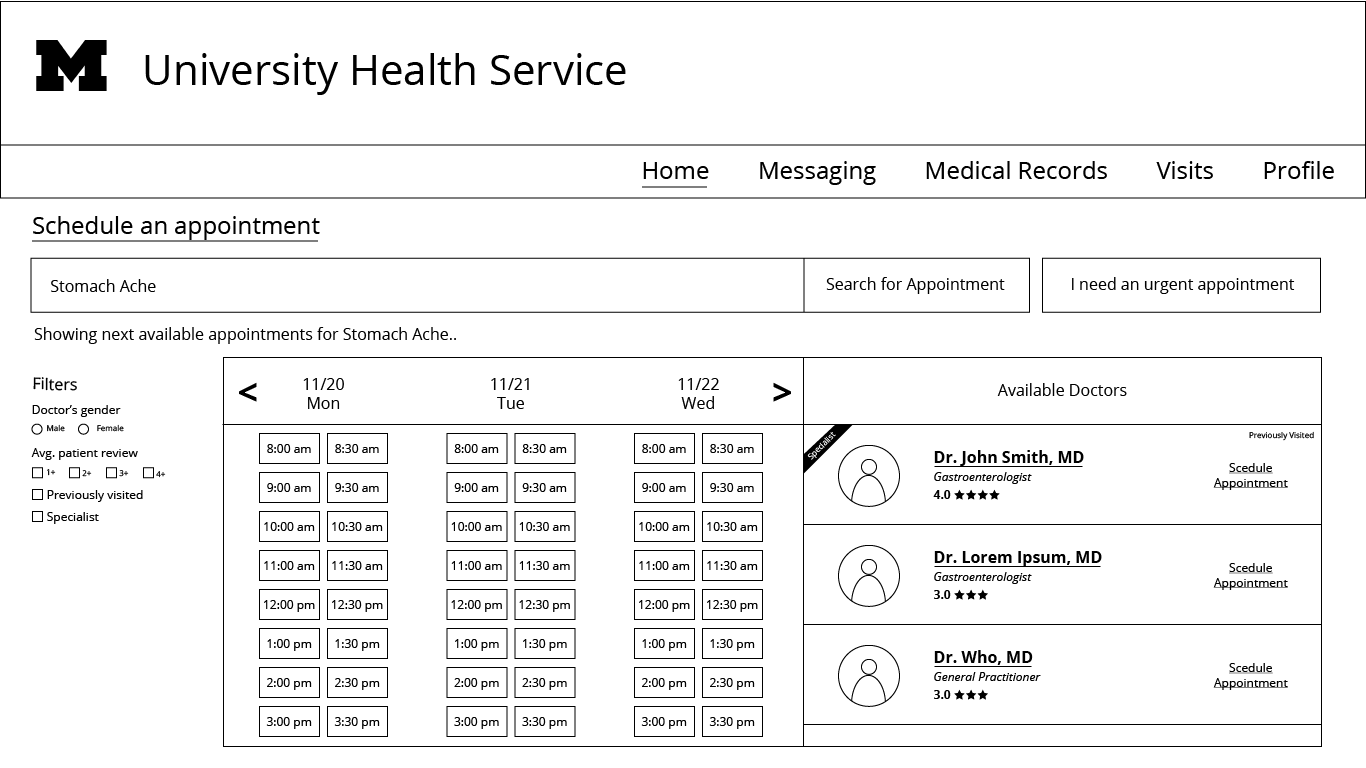 M University Health Service
Home Messaging Medical Records Visits Profile
Schedule an appointment
Stomach Ache Search for Appointment I need an urgent appointment
Showing next available appointments for Stomach Ache..
Filters
Doctor's gender
Male Female
Avg. patient review
1+ 2+ 3+ 4+
Previously visited
Specialist
< 11/20 11/21 11/22 >
Mon Tue Wed
8:00 am 8:30 am 8:00 am 8:30 am 8:00 am 8:30 am
9:00 am 9:30 am 9:00 am 9:30 am 9:00 am 9:30 am
10:00 am 10:30 am 10:00 am 10:30 am 10:00 am 10:30 am
11:00 am 11:30 am 11:00 am 11:30 am 11:00 am 11:30 am
12:00 pm 12:30 pm 12:00 pm 12:30 pm 12:00 pm 12:30 pm
1:00 pm 1:30 pm 1:00 pm 1:30 pm 1:00 pm 1:30 pm
2:00 pm 2:30 pm 2:00 pm 2:30 pm 2:00 pm 2:30 pm
3:00 pm 3:30 pm 3:00 pm 3:30 pm 3:00 pm 3:30 pm
Available Doctors
Specialist
Previously Visited
Dr. John Smith, MD
Gastroenterologist
4.0 ★★★★
Scedule
Appointment
Dr. Lorem Ipsum, MD
Gastroenterologist
3.0 ★★★
Scedule
Appointment
Dr. Who, MD
General Practitioner
3.0 ★★★
Scedule
Appointment